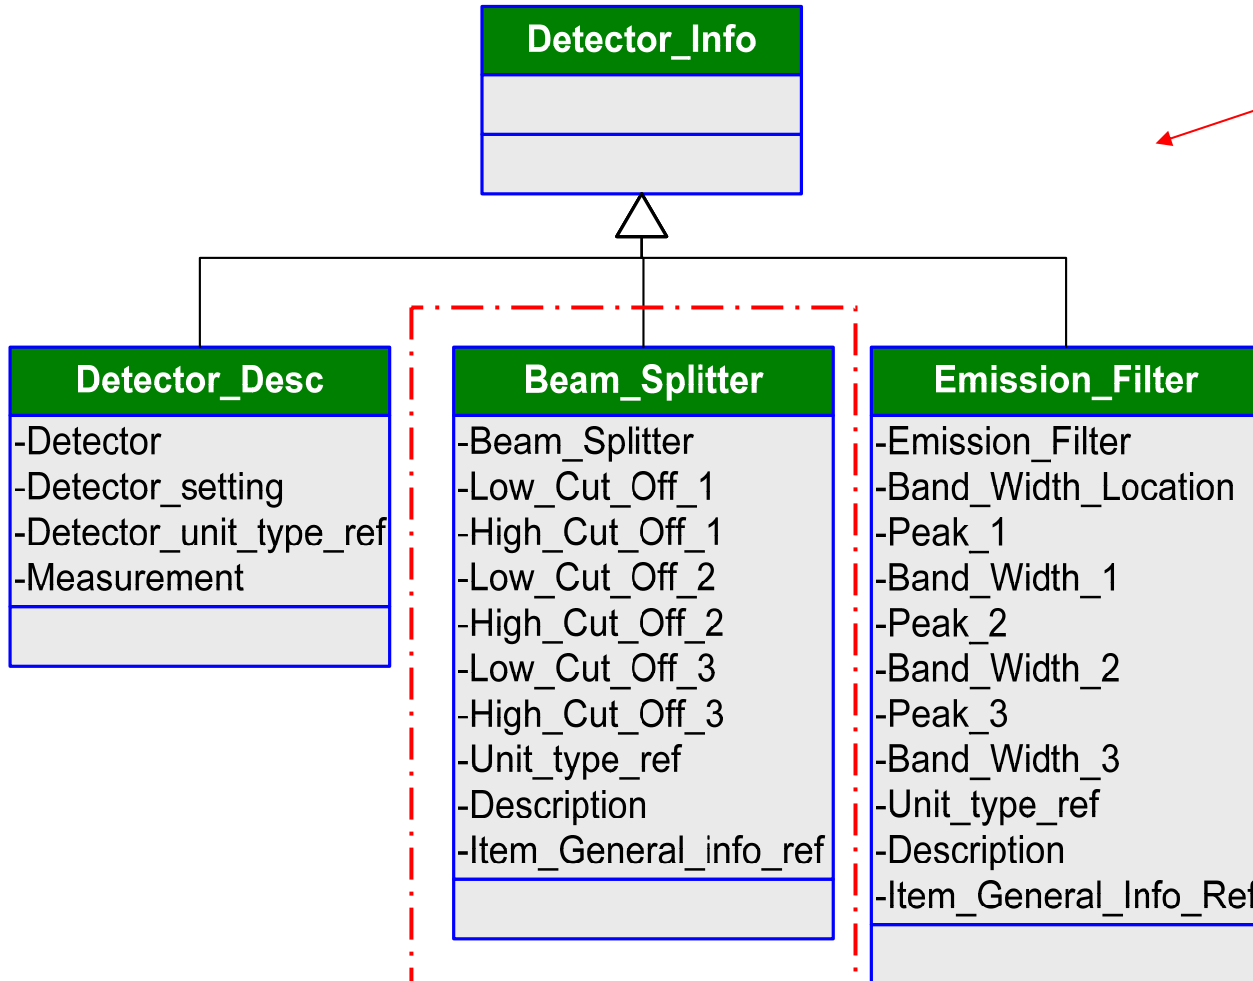 Detector_Info
Detector_Desc
-Detector
-Detector_setting
-Detector_unit_type_ref
-Measurement
Beam_Splitter
-Beam_Splitter
-Low_Cut_Off_1
-High_Cut_Off_1
-Low_Cut_Off_2
-High_Cut_Off_2
-Low_Cut_Off_3
-High_Cut_Off_3
-Unit_type_ref
-Description
-Item_General_info_ref
Emission_Filter
-Emission_Filter
-Band_Width_Location
-Peak_1
-Band_Width_1
-Peak_2
-Band_Width_2
-Peak_3
-Band_Width_3
-Unit_type_ref
-Description
-Item_General_Info_Ref